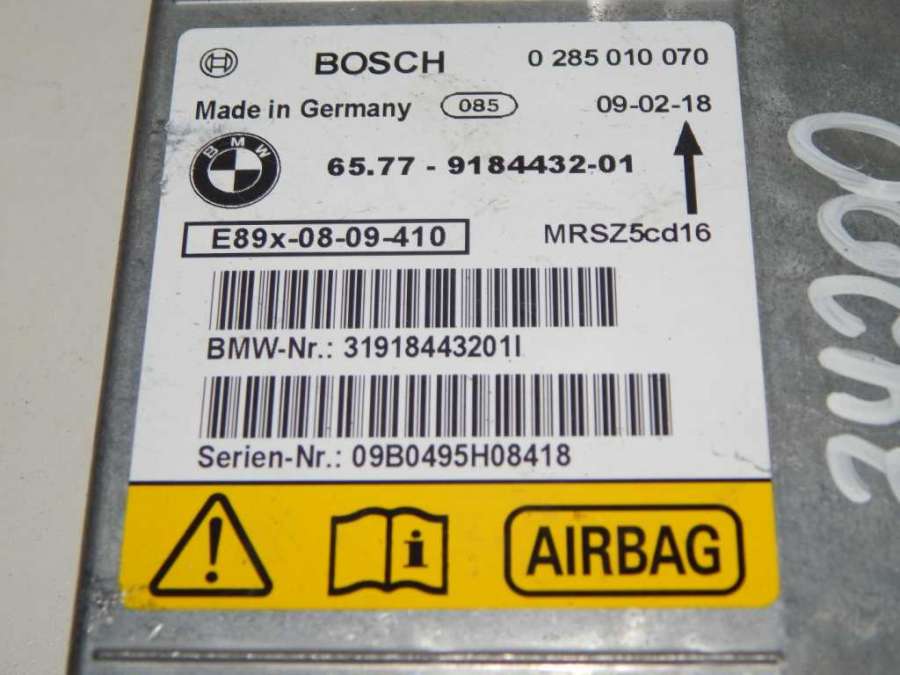 BOSCH 0 285 010 070
Made in Germany 085 09-02-18
BMW 65.77 - 9184432-01
E89x-08-09-410 MRSZ5cd16
BMW-Nr.: 31918443201I
Serien-Nr.: 09B0495H08418
i AIRBAG